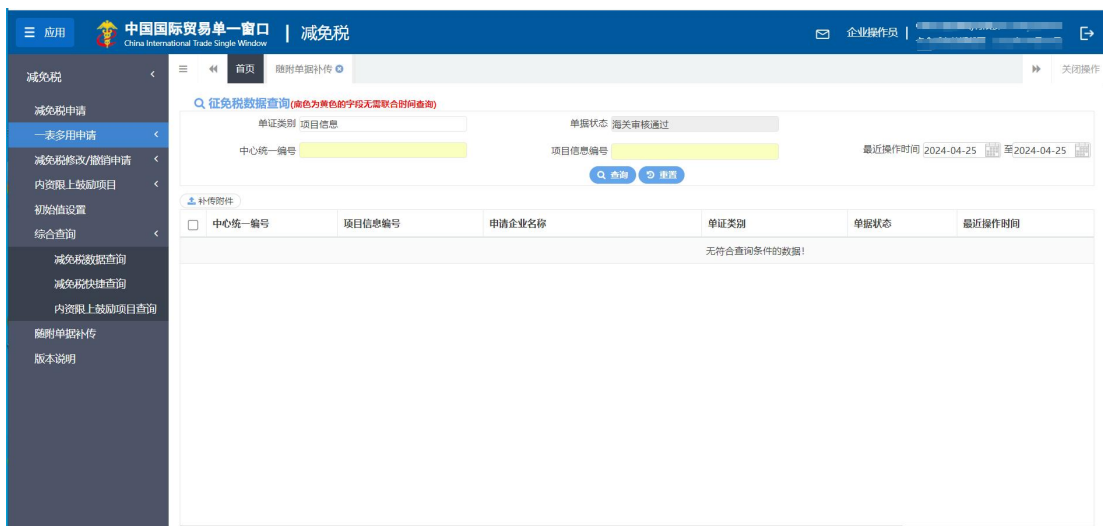 应用
中国国际贸易单一窗口 | 减免税
China International Trade Single Window
企业操作员 |
减免税
首页 随附单据补传 关闭操作
减免税申请
一表多用申请
减免税修改/撤销申请
内资限上鼓励项目
初始值设置
综合查询
减免税数据查询
减免税快捷查询
内资限上鼓励项目查询
随附单据补传
版本说明
征免税数据查询(底色为黄色的字段无需联合时间查询)
单证类别 项目信息 单据状态 海关审核通过
中心统一编号 项目信息编号 最近操作时间 2024-04-25 至 2024-04-25
查询 重置
补传附件
中心统一编号 项目信息编号 申请企业名称 单证类别 单据状态 最近操作时间
无符合查询条件的数据!